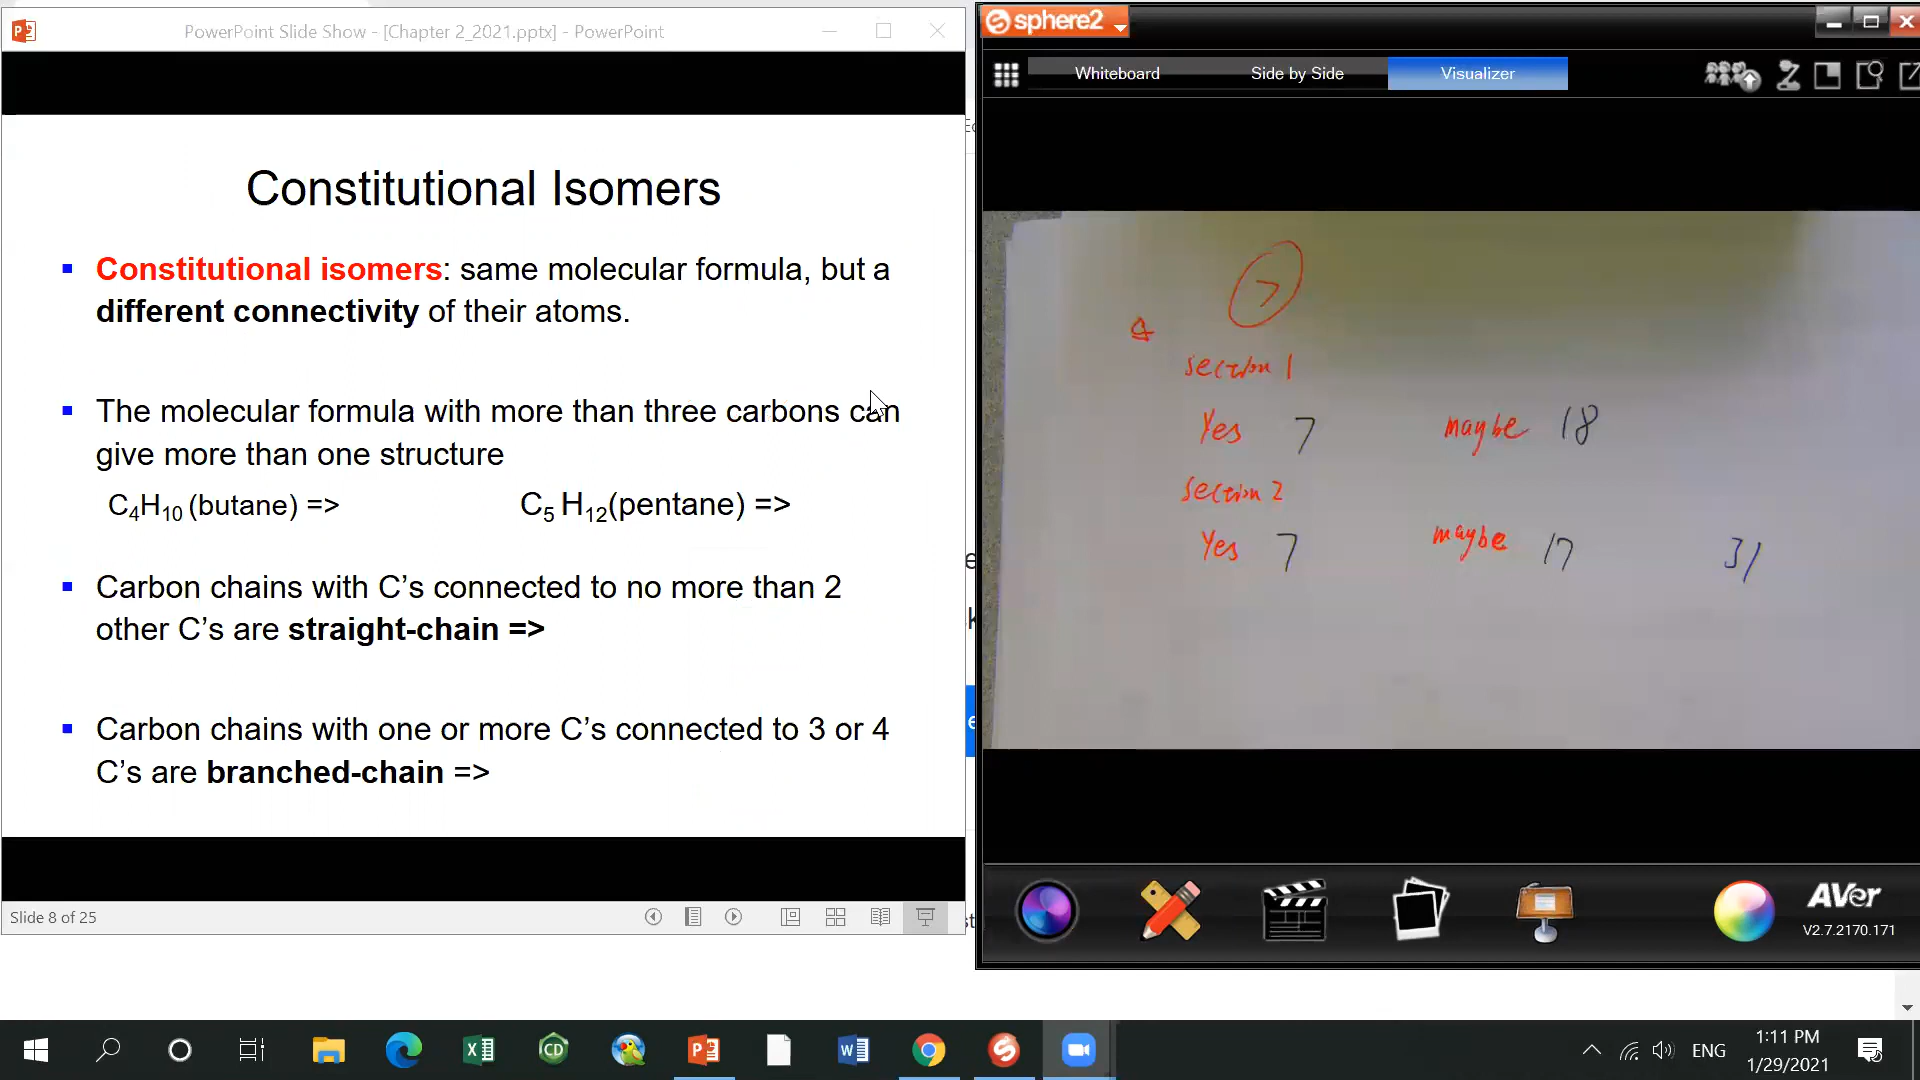 PowerPoint Slide Show - [Chapter 2_2021.pptx] - PowerPoint
Constitutional Isomers
Constitutional isomers: same molecular formula, but a
different connectivity of their atoms.
The molecular formula with more than three carbons can
give more than one structure
C4H10 (butane) =>
C5 H12(pentane) =>
Carbon chains with C's connected to no more than 2
other C's are straight-chain =>
Carbon chains with one or more C's connected to 3 or 4
C's are branched-chain =>
Slide 8 of 25
sphere2
Whiteboard
Side by Side
Visualizer
section 1
Yes 7 maybe 18
section 2
Yes 7 maybe 17 31
AVer
V2.7.2170.171
ENG
1:11 PM
1/29/2021